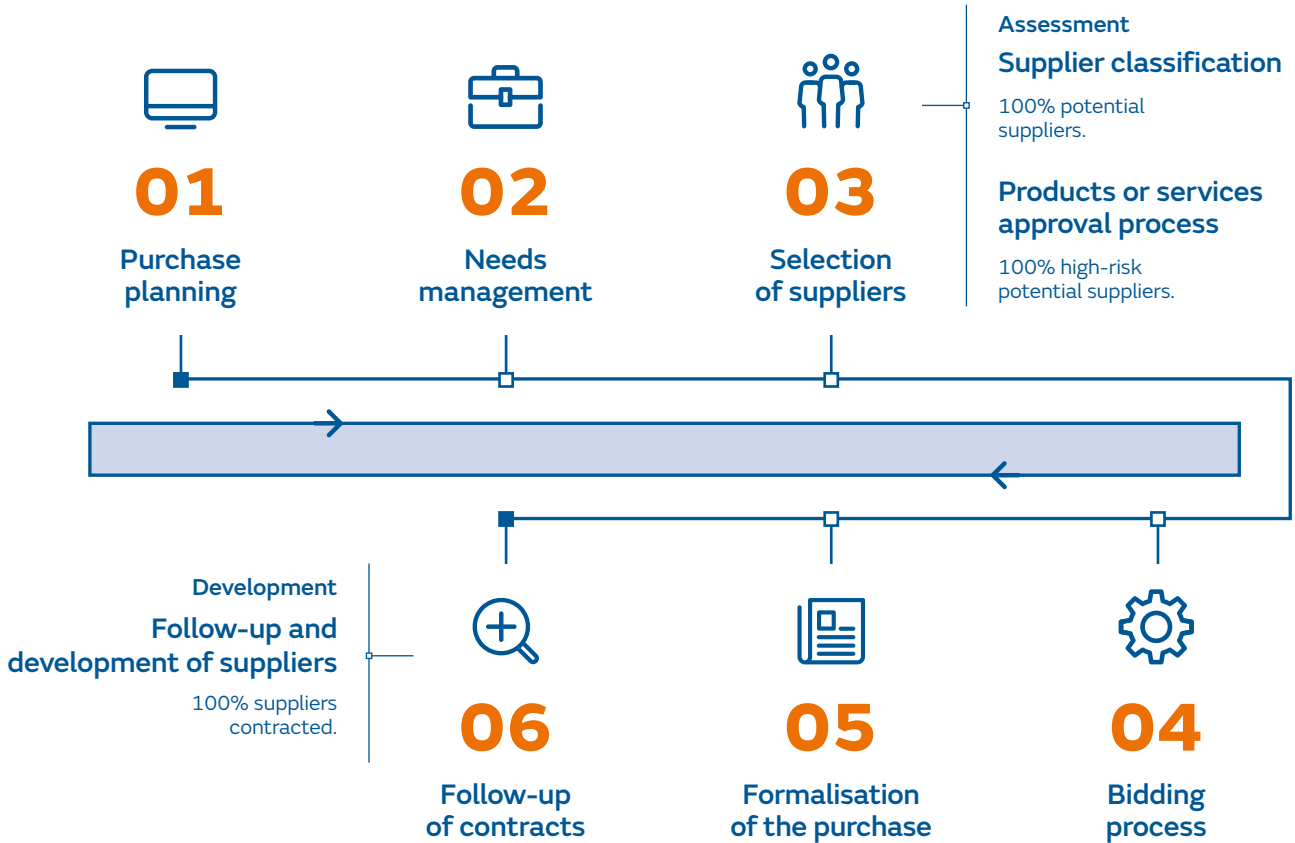 01
Purchase
planning
02
Needs
management
03
Selection
of suppliers
Assessment
Supplier classification
100% potential
suppliers.
Products or services
approval process
100% high-risk
potential suppliers.
04
Bidding
process
05
Formalisation
of the purchase
06
Follow-up
of contracts
Development
Follow-up and
development of suppliers
100% suppliers
contracted.